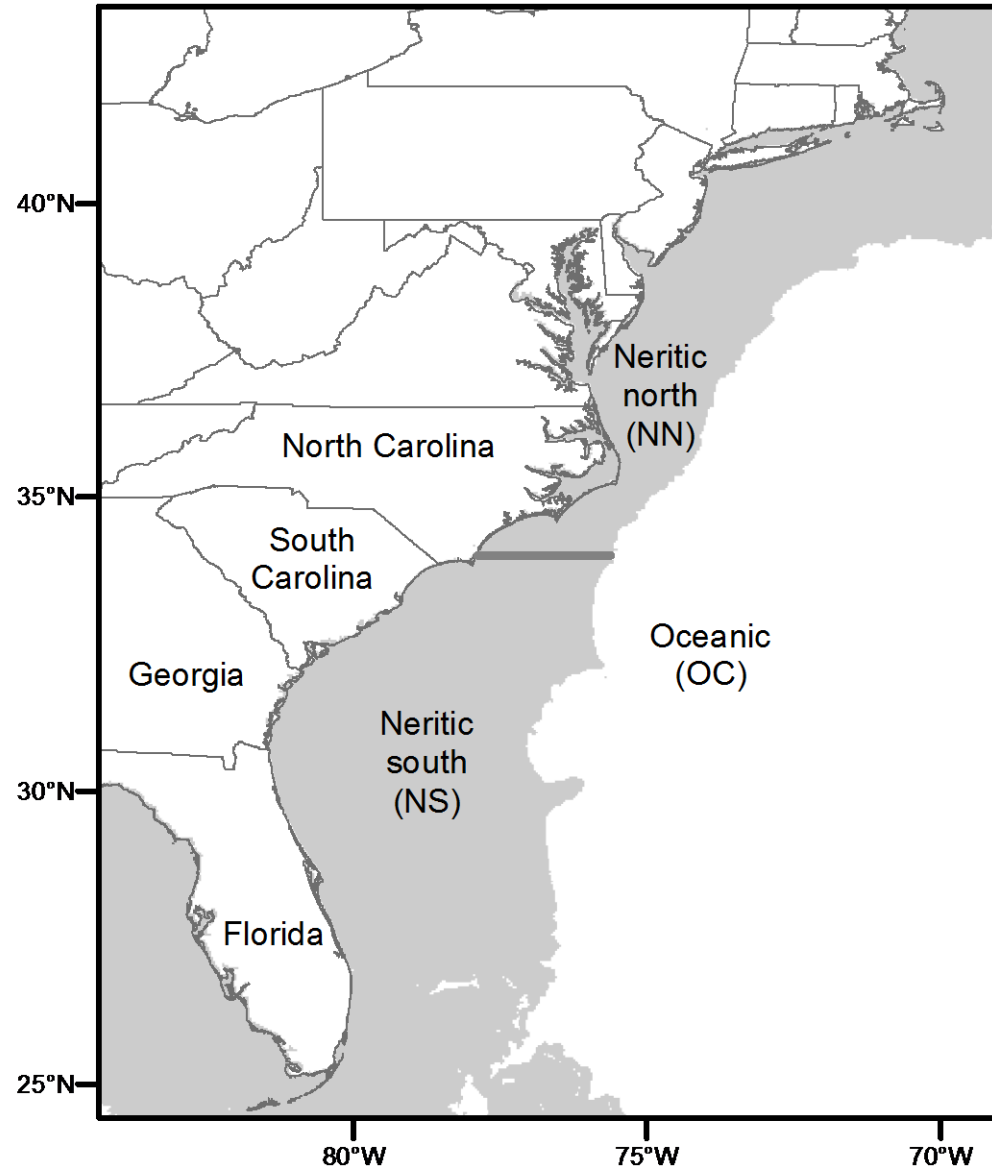 40°N
Neritic
north
(NN)
North Carolina
35°N
South
Carolina
Oceanic
(OC)
Georgia
Neritic
south
(NS)
30°N
Florida
25°N
80°W
75°W
70°W